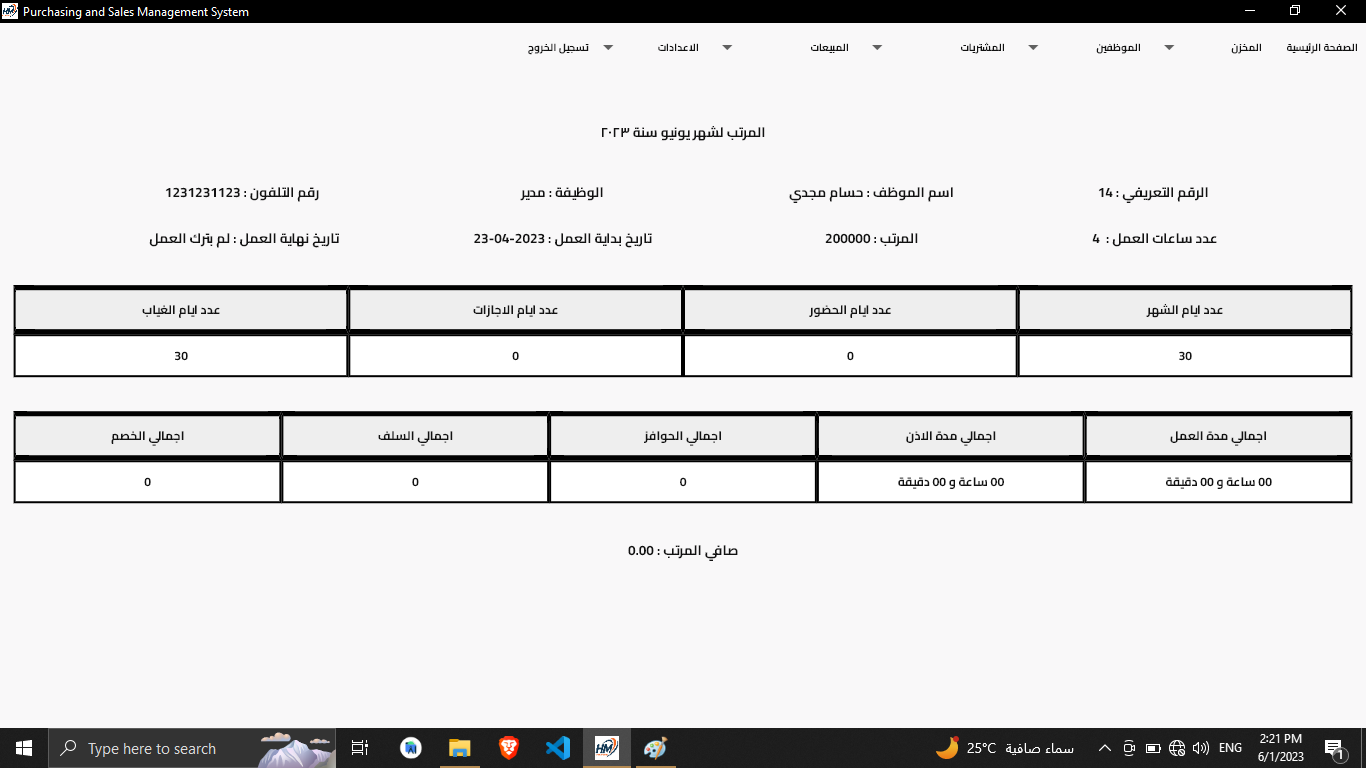 HM Purchasing and Sales Management System
الصفحة الرئيسية المخزن الموظفين المشتريات المبيعات الاعدادات تسجيل الخروج
المرتب لشهر يونيو سنة ٢٠٢٣
الرقم التعريفي : 14 اسم الموظف : حسام مجدي الوظيفة : مدير رقم التلفون : 1231231123
عدد ساعات العمل : 4 المرتب : 200000 تاريخ بداية العمل : 2023-04-23 تاريخ نهاية العمل : لم يترك العمل
عدد ايام الشهر عدد ايام الحضور عدد ايام الاجازات عدد ايام الغياب
30 0 0 30
اجمالي مدة العمل اجمالي مدة الاذن اجمالي الحوافز اجمالي السلف اجمالي الخصم
00 ساعة و 00 دقيقة 00 ساعة و 00 دقيقة 0 0 0
صافي المرتب : 0.00
Type here to search HM 25°C سماء صافية ENG 2:21 PM
6/1/2023 1